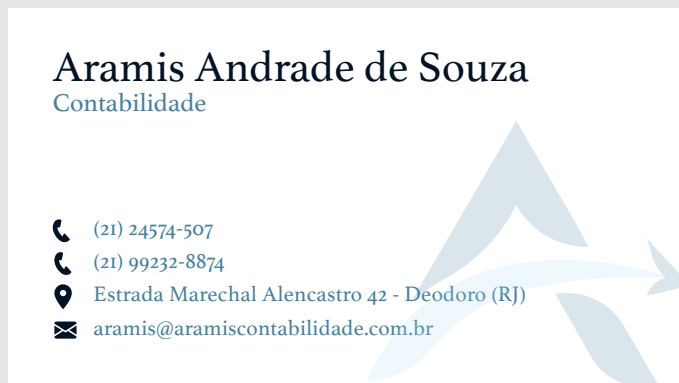 Aramis Andrade de Souza
Contabilidade
(21) 24574-507
(21) 99232-8874
Estrada Marechal Alencastro 42 - Deodoro (RJ)
aramis@aramiscontabilidade.com.br